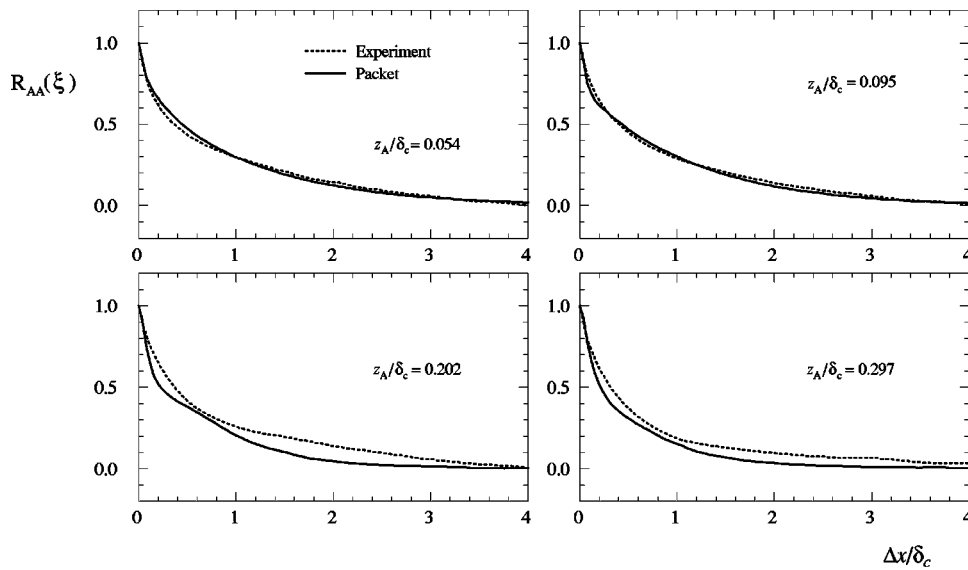 1.0
0.5
0.0
R_AA(ξ)
Experiment
Packet
z_A/δ_c = 0.054
0 1 2 3 4
1.0
0.5
0.0
z_A/δ_c = 0.095
0 1 2 3 4
1.0
0.5
0.0
z_A/δ_c = 0.202
0 1 2 3 4
1.0
0.5
0.0
z_A/δ_c = 0.297
0 1 2 3 4
Δx/δ_c